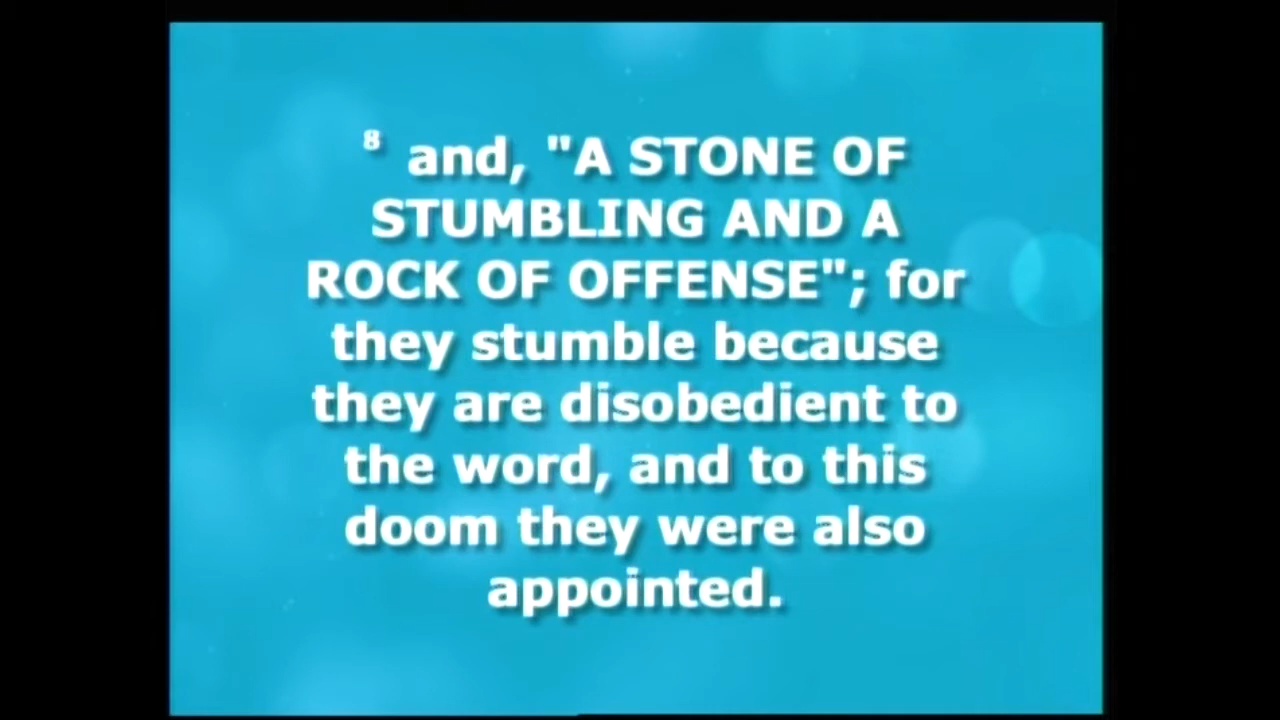 8 and, "A STONE OF
STUMBLING AND A
ROCK OF OFFENSE"; for
they stumble because
they are disobedient to
the word, and to this
doom they were also
appointed.